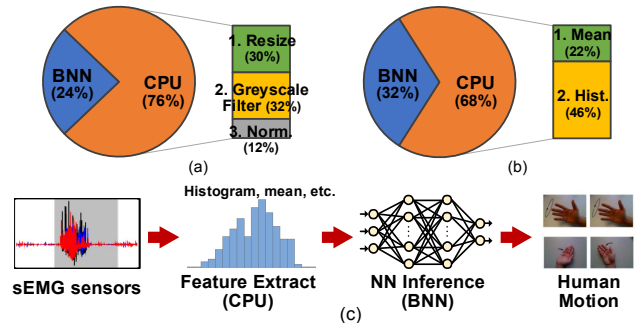 (a)
BNN
(24%)
CPU
(76%)
1. Resize
(30%)
2. Greyscale
Filter (32%)
3. Norm.
(12%)
(b)
BNN
(32%)
CPU
(68%)
1. Mean
(22%)
2. Hist.
(46%)
(a)
(b)
Histogram, mean, etc.
sEMG sensors
Feature Extract
(CPU)
NN Inference
(BNN)
Human
Motion
(c)